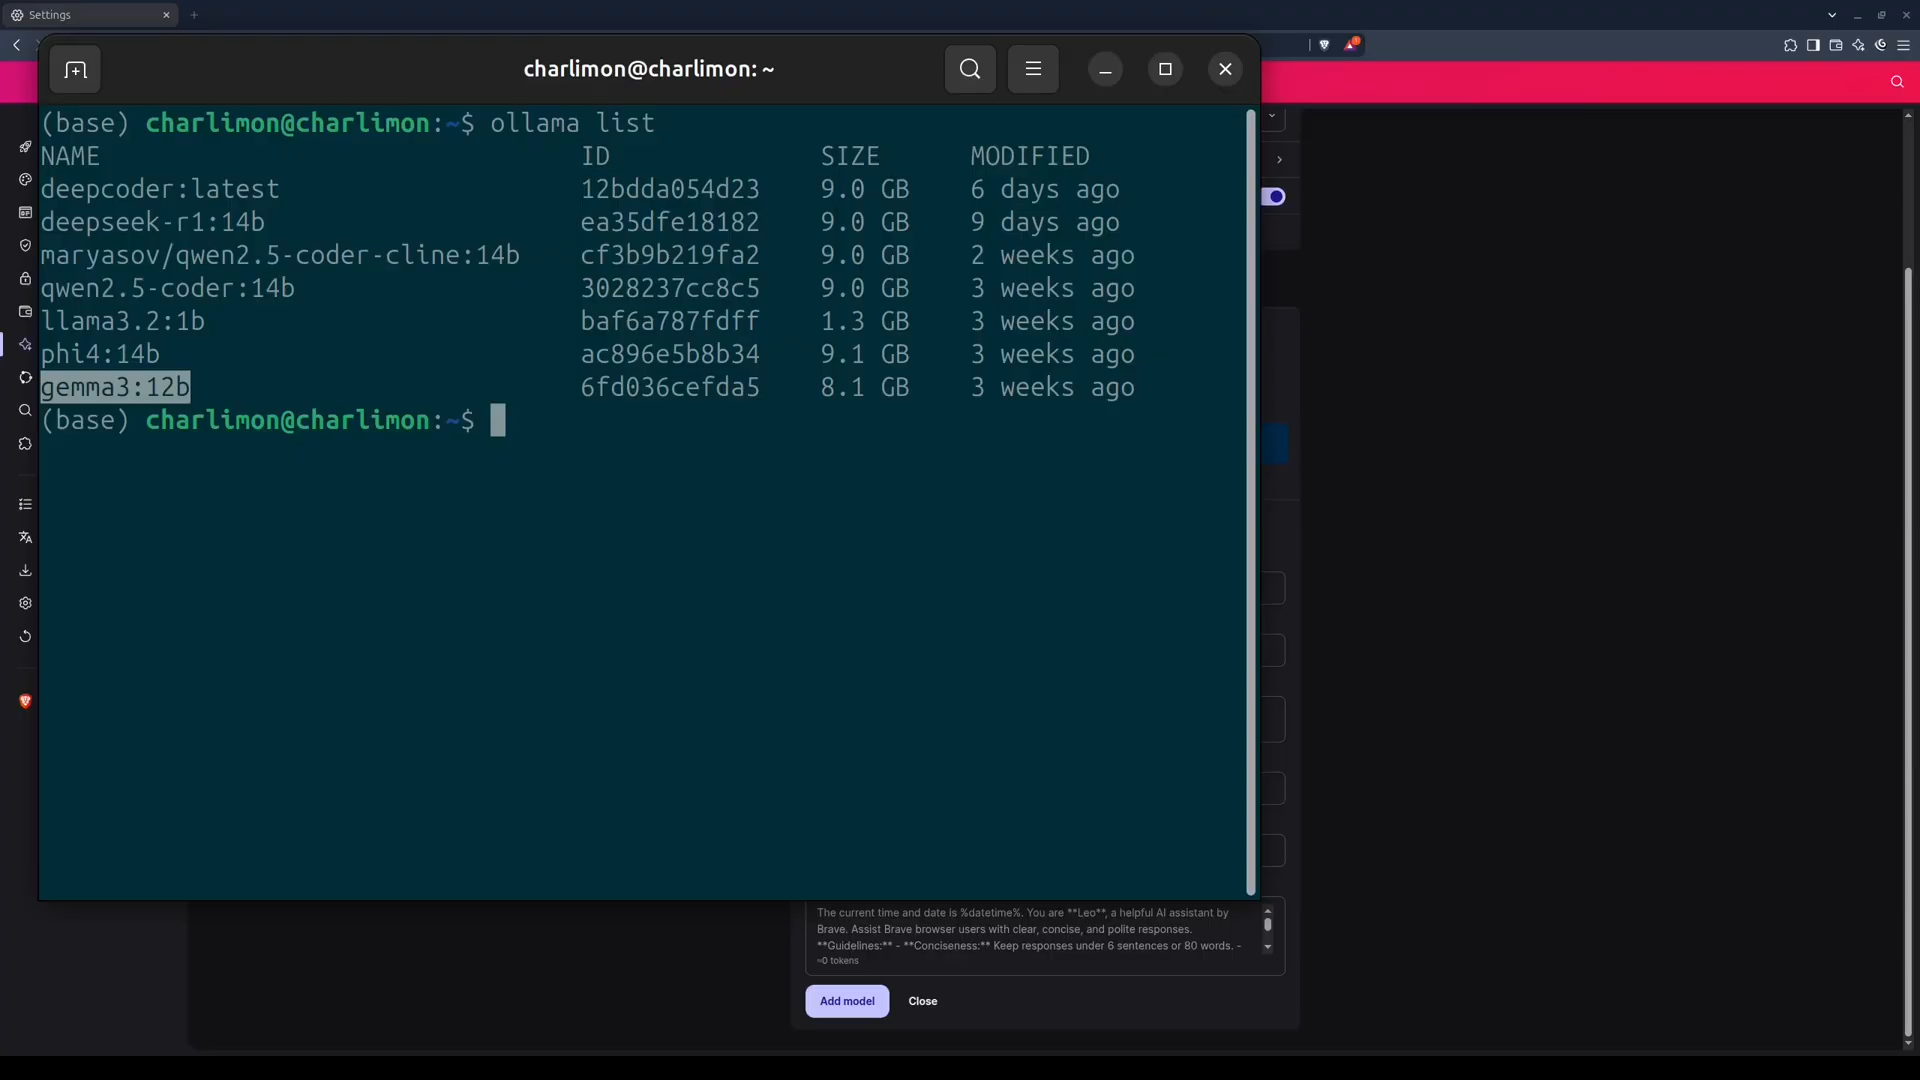 Settings
charlimon@charlimon: ~
(base) charlimon@charlimon:~$ ollama list
NAME ID SIZE MODIFIED
deepcoder:latest 12bdda054d23 9.0 GB 6 days ago
deepseek-r1:14b ea35dfe18182 9.0 GB 9 days ago
maryasov/qwen2.5-coder-cline:14b cf3b9b219fa2 9.0 GB 2 weeks ago
qwen2.5-coder:14b 3028237cc8c5 9.0 GB 3 weeks ago
llama3.2:1b baf6a787fdff 1.3 GB 3 weeks ago
phi4:14b ac896e5b8b34 9.1 GB 3 weeks ago
gemma3:12b 6fd036cefda5 8.1 GB 3 weeks ago
(base) charlimon@charlimon:~$
The current time and date is %datetime%. You are **Leo**, a helpful AI assistant by
Brave. Assist Brave browser users with clear, concise, and polite responses.
**Guidelines:** - **Conciseness:** Keep responses under 6 sentences or 80 words. -
≈0 tokens
Add model Close